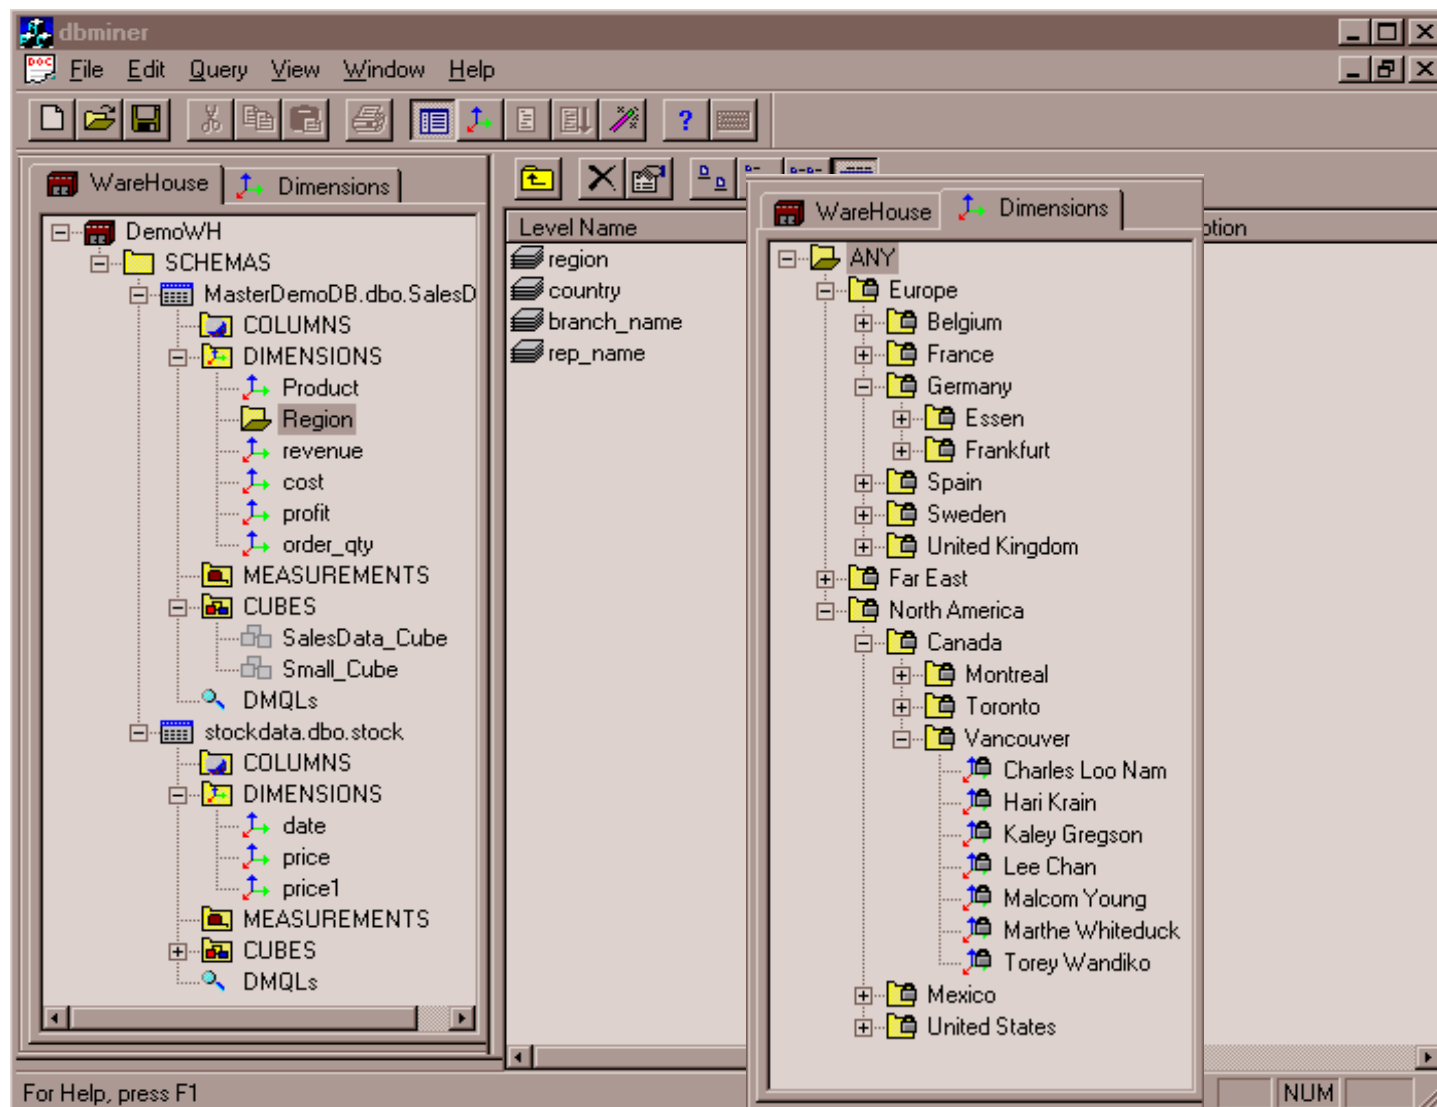 dbminer
File Edit Query View Window Help
WareHouse Dimensions
DemoWH
SCHEMAS
MasterDemoDB.dbo.SalesD
COLUMNS
DIMENSIONS
Product
Region
revenue
cost
profit
order_qty
MEASUREMENTS
CUBES
SalesData_Cube
Small_Cube
DMQLs
stockdata.dbo.stock
COLUMNS
DIMENSIONS
date
price
price1
MEASUREMENTS
CUBES
DMQLs
Level Name
region
country
branch_name
rep_name
ption
WareHouse Dimensions
ANY
Europe
Belgium
France
Germany
Essen
Frankfurt
Spain
Sweden
United Kingdom
Far East
North America
Canada
Montreal
Toronto
Vancouver
Charles Loo Nam
Hari Krain
Kaley Gregson
Lee Chan
Malcom Young
Marthe Whiteduck
Torey Wandiko
Mexico
United States
For Help, press F1
NUM